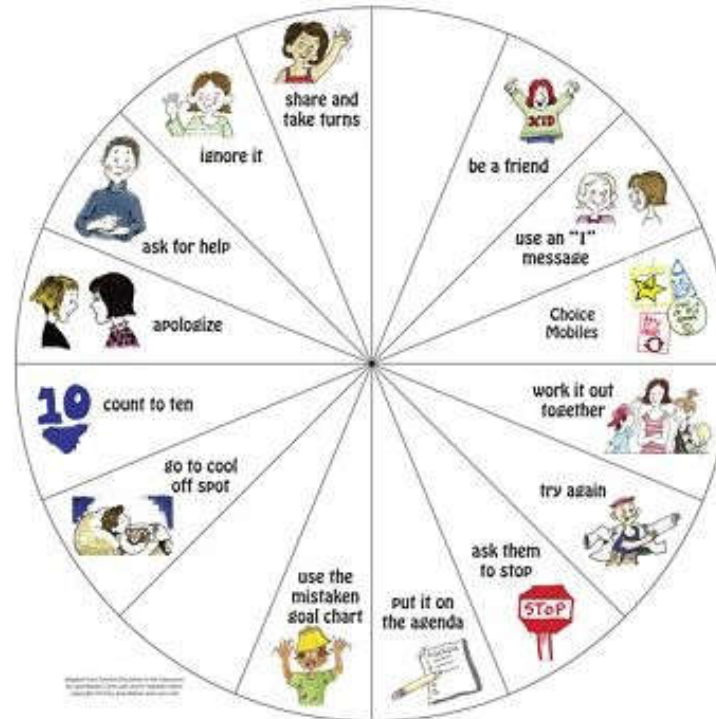 share and
take turns
be a friend
KID
use an "I"
message
Choice
Mobiles
work it out
together
try again
ask them
to stop
STOP
put it on
the agenda
use the
mistaken
goal chart
go to cool
off spot
10
count to ten
apologize
ask for help
ignore it